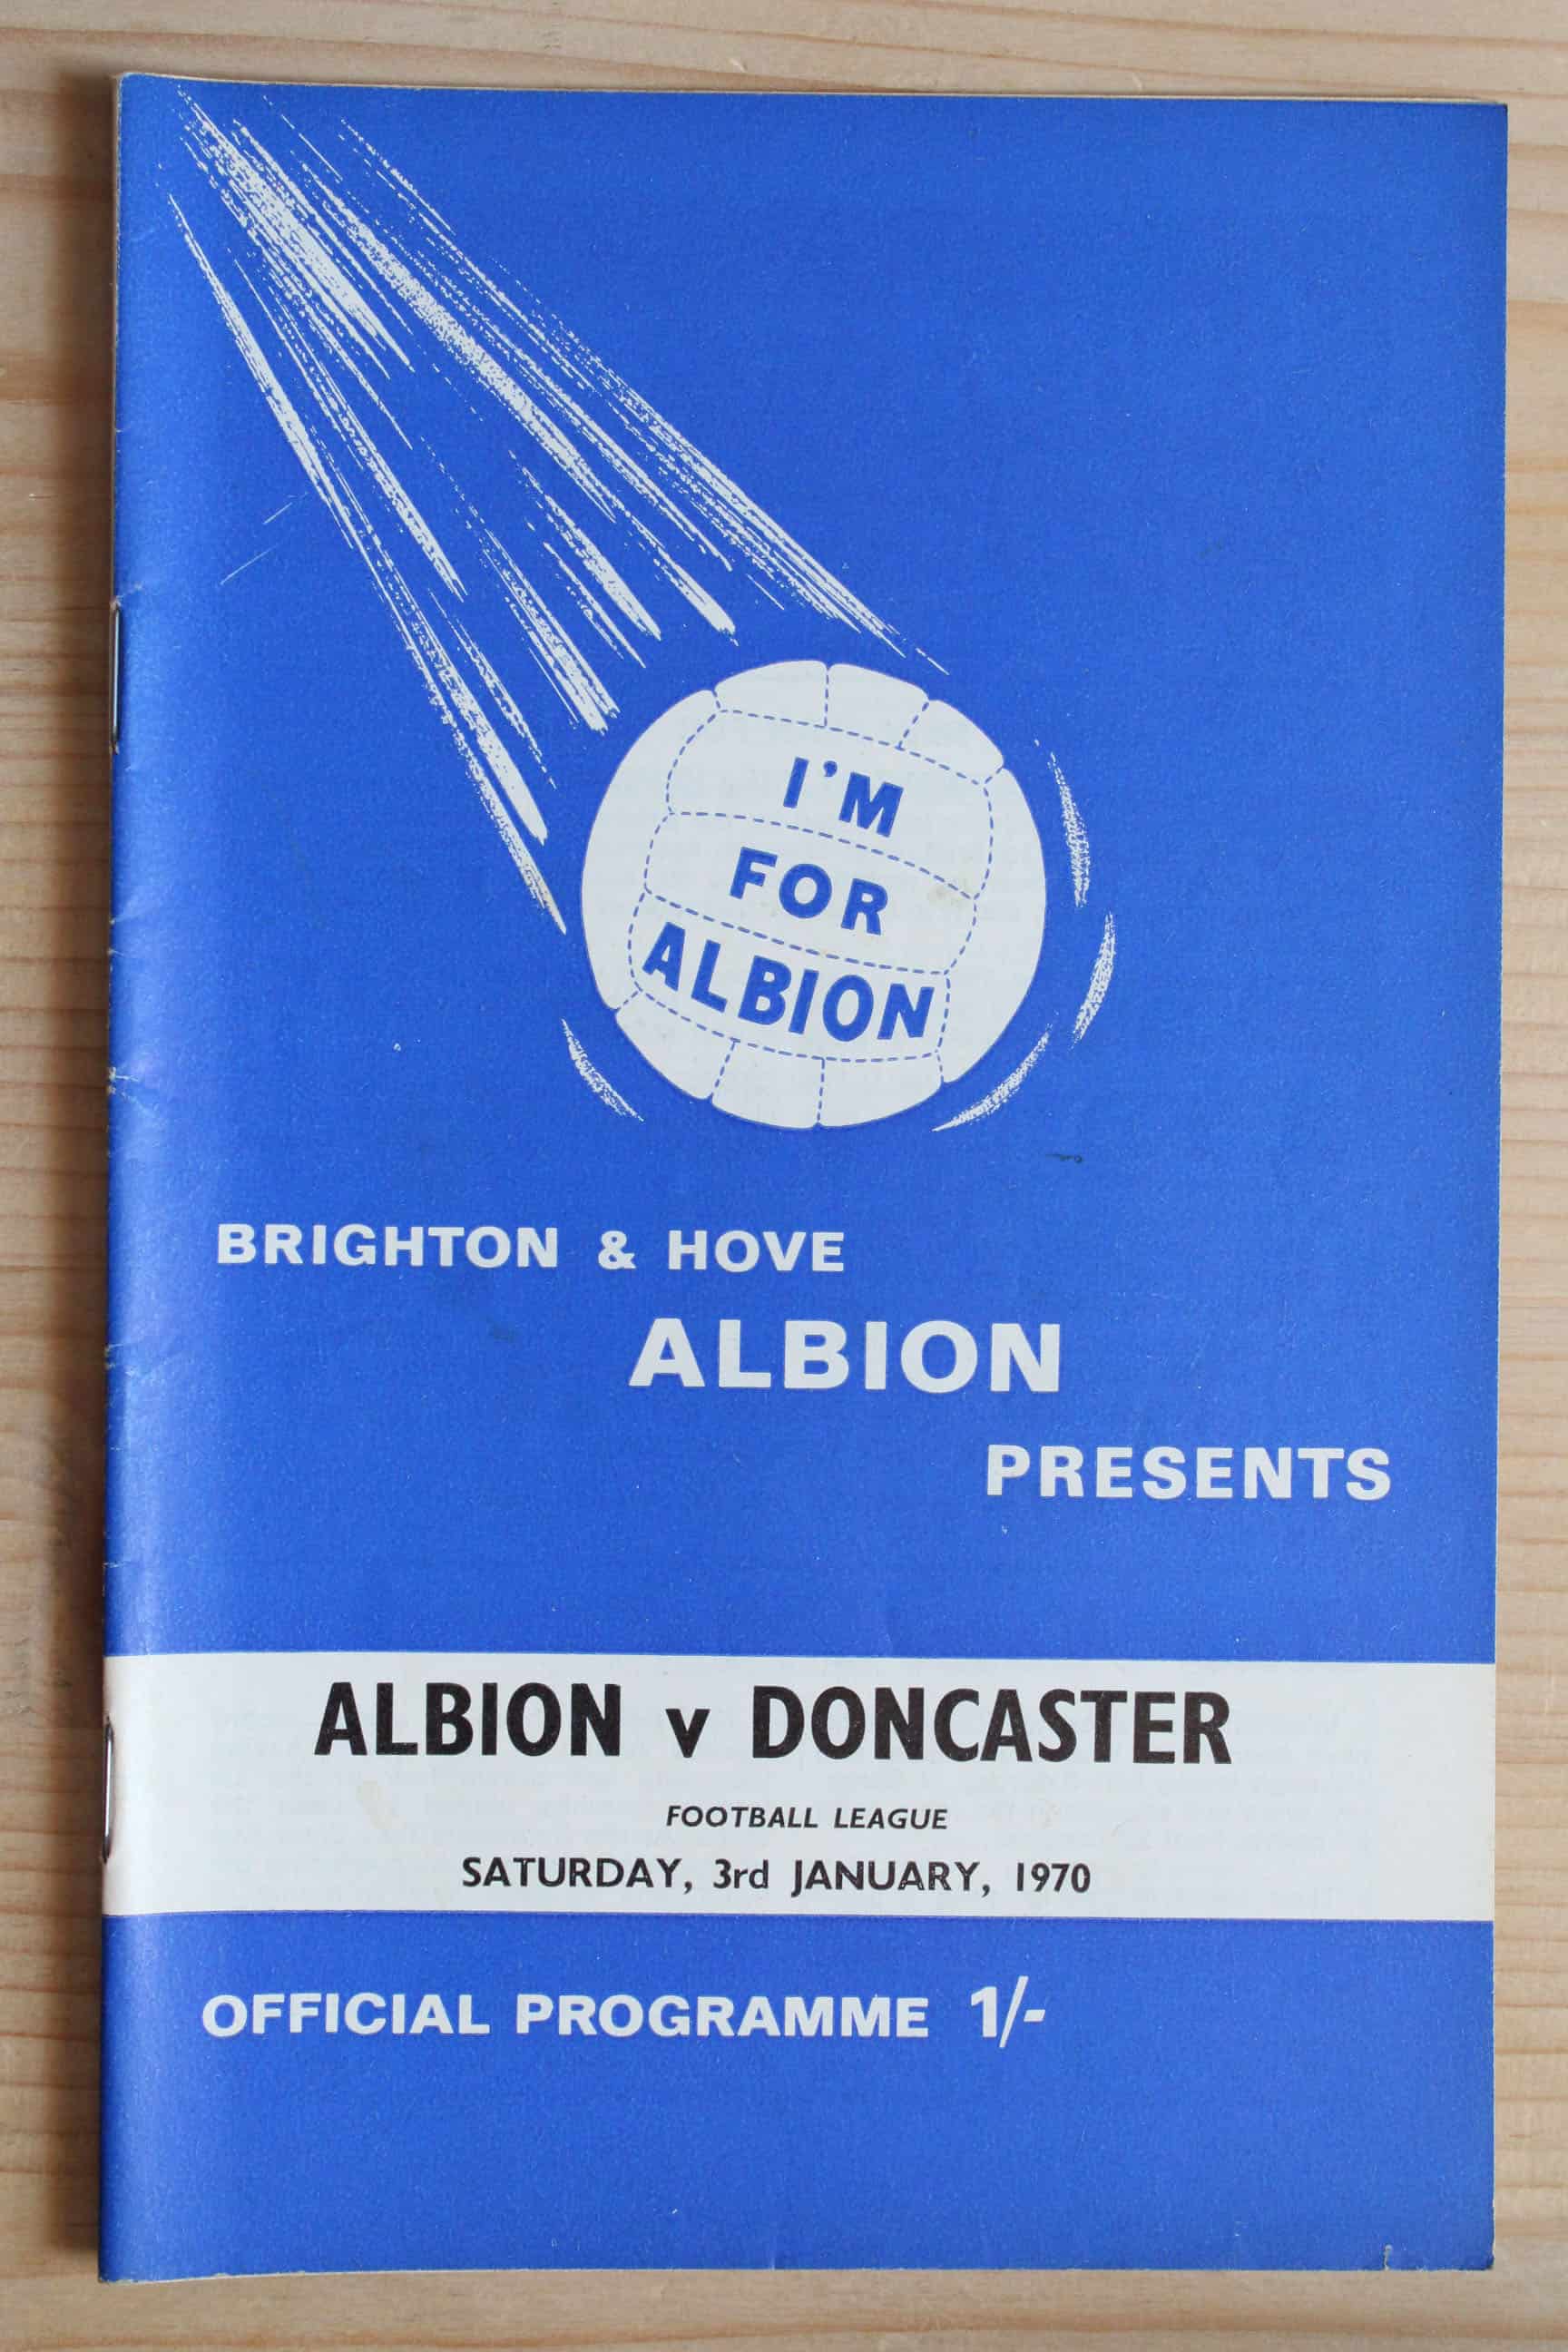 I'M
FOR
ALBION
BRIGHTON & HOVE
ALBION
PRESENTS
ALBION v DONCASTER
FOOTBALL LEAGUE
SATURDAY, 3rd JANUARY, 1970
OFFICIAL PROGRAMME 1/-